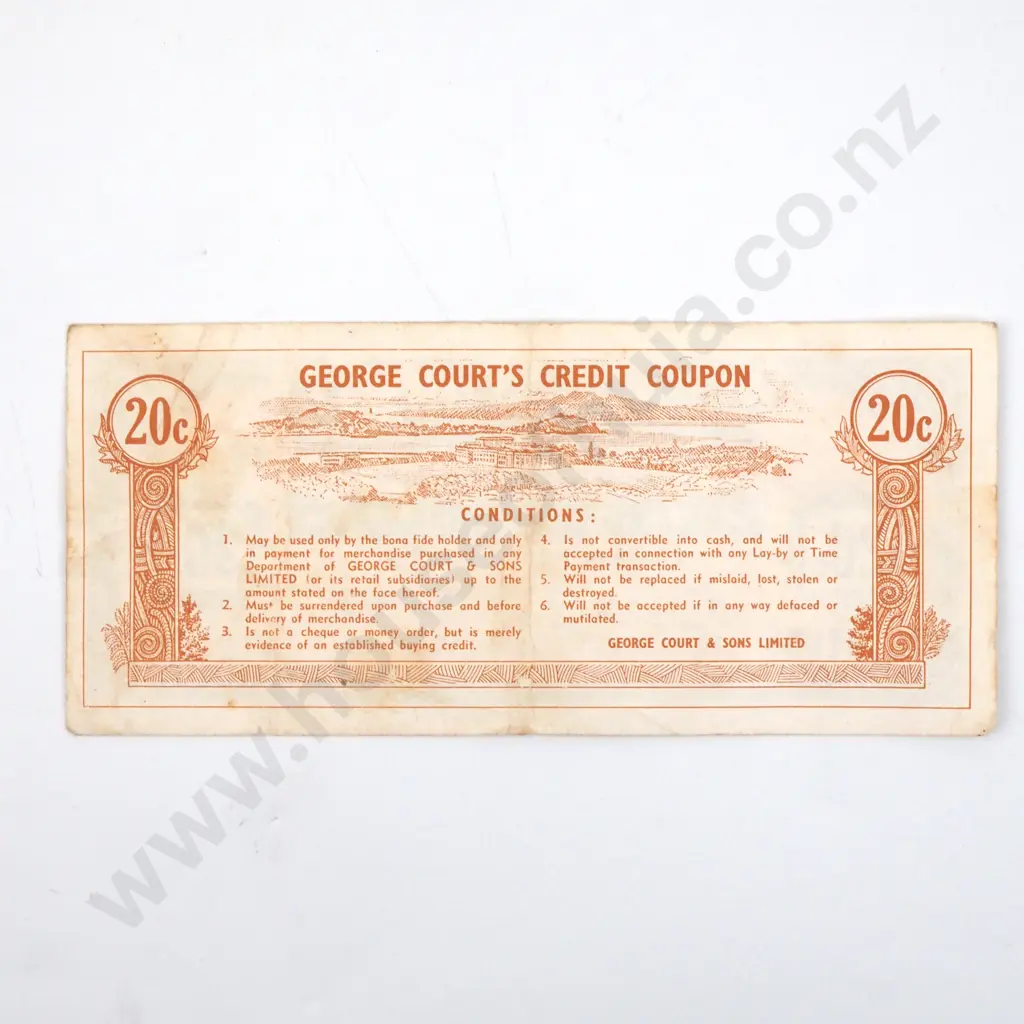 GEORGE COURT'S CREDIT COUPON
20c
20c
CONDITIONS:
1. May be used only by the bona fide holder and only
in payment for merchandise purchased in any
Department of GEORGE COURT & SONS
LIMITED (or its retail subsidiaries) up to the
amount stated on the face hereof.
2. Must be surrendered upon purchase and before
delivery of merchandise.
3. Is not a cheque or money order, but is merely
evidence of an established buying credit.
4. Is not convertible into cash, and will not be
accepted in connection with any Lay-by or Time
Payment transaction.
5. Will not be replaced if mislaid, lost, stolen or
destroyed.
6. Will not be accepted if in any way defaced or
mutilated.
GEORGE COURT & SONS LIMITED